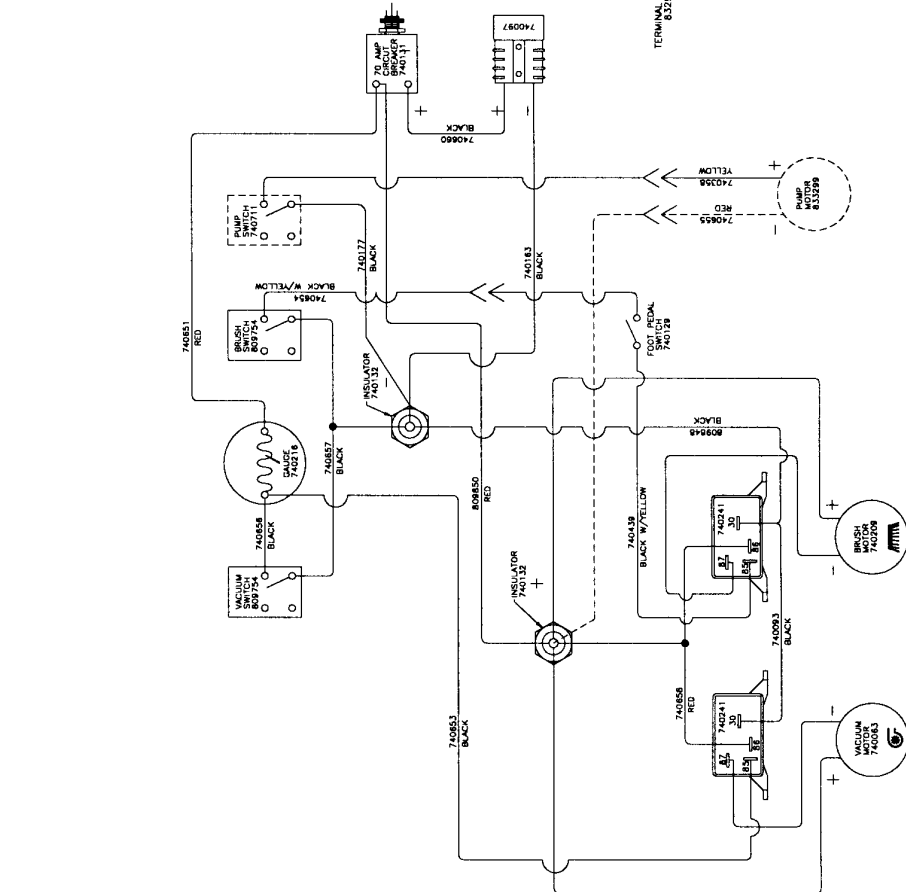 TERMINAL
8329
740097
70 AMP
CIRCUT
BREAKER
740131
+
+
-
BLACK
740660
YELLOW
740358
+
RED
740655
-
PUMP
MOTOR
833299
PUMP
SWITCH
740711
740177
BLACK
740163
BLACK
BLACK W/YELLOW
740654
740651
RED
BRUSH
SWITCH
809754
FOOT PEDAL
SWITCH
740129
INSULATOR
740132
-
GAUGE
740216
740657
BLACK
BLACK
809848
809850
RED
740439
BLACK W/YELLOW
740656
BLACK
740241
30
87
86
85
BRUSH
MOTOR
740209
+
-
VACUUM
SWITCH
809754
INSULATOR
740132
+
740093
BLACK
740658
RED
740653
BLACK
740241
30
87
86
85
VACUUM
MOTOR
740063
-
+